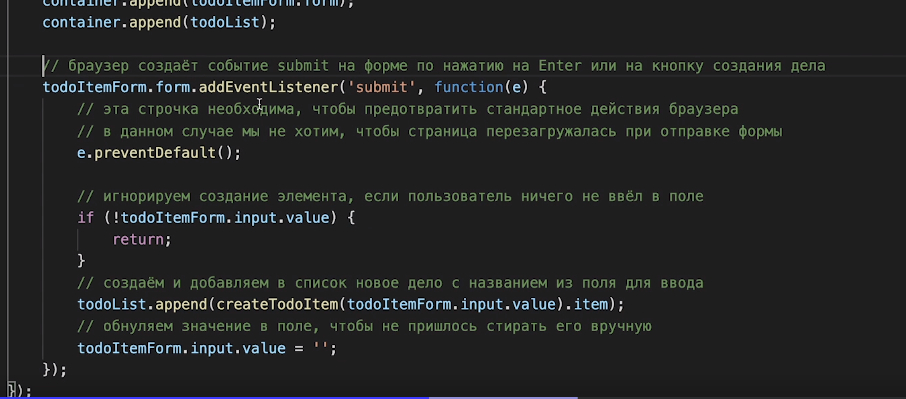 container.append(todoItemForm.form);
container.append(todoList);
// браузер создаёт событие submit на форме по нажатию на Enter или на кнопку создания дела
todoItemForm.form.addEventListener('submit', function(e) {
// эта строчка необходима, чтобы предотвратить стандартное действия браузера
// в данном случае мы не хотим, чтобы страница перезагружалась при отправке формы
e.preventDefault();
// игнорируем создание элемента, если пользователь ничего не ввёл в поле
if (!todoItemForm.input.value) {
return;
}
// создаём и добавляем в список новое дело с названием из поля для ввода
todoList.append(createTodoItem(todoItemForm.input.value).item);
// обнуляем значение в поле, чтобы не пришлось стирать его вручную
todoItemForm.input.value = '';
});
});